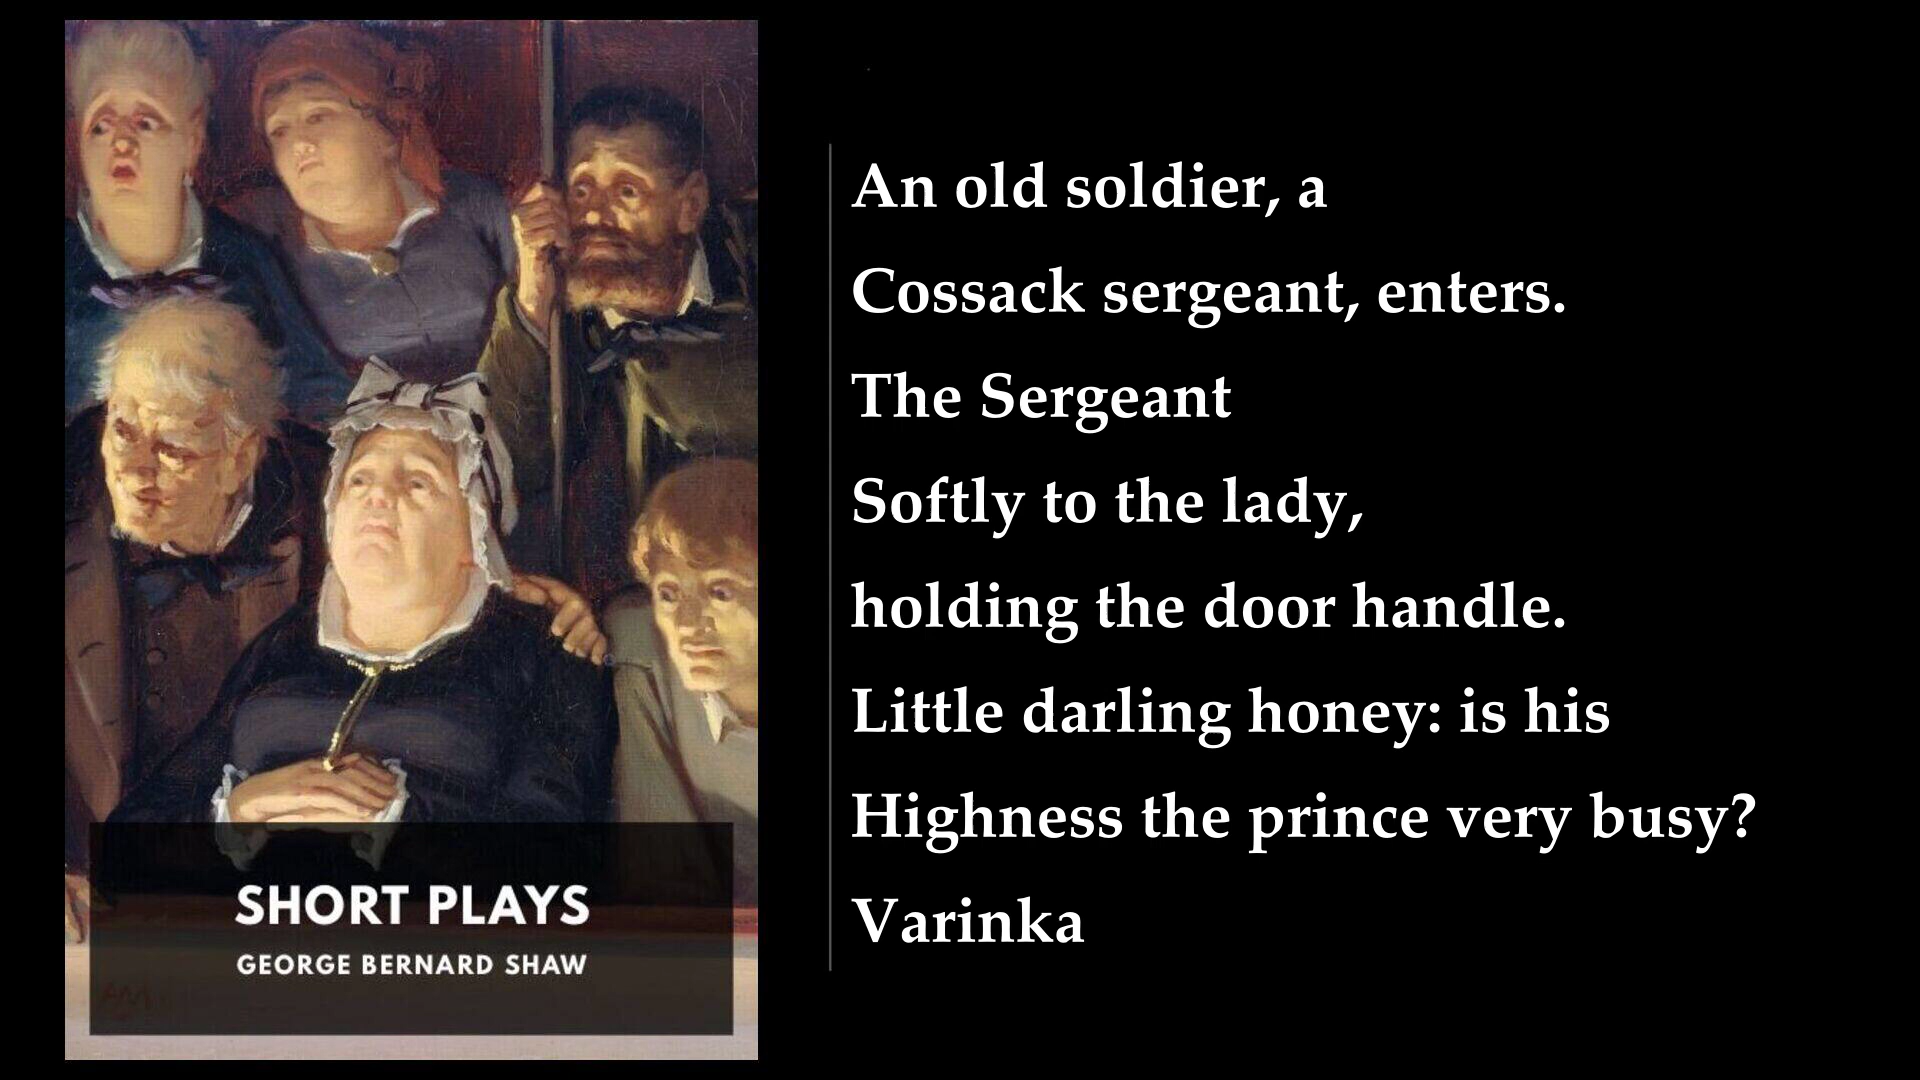 SHORT PLAYS
GEORGE BERNARD SHAW
An old soldier, a
Cossack sergeant, enters.
The Sergeant
Softly to the lady,
holding the door handle.
Little darling honey: is his
Highness the prince very busy?
Varinka